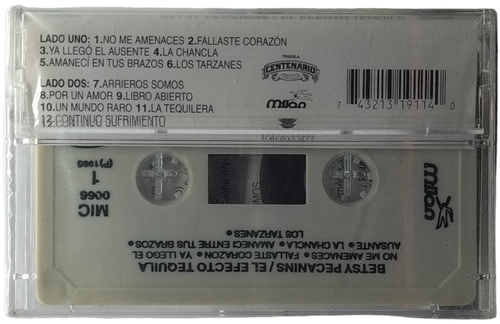 LADO UNO: 1.NO ME AMENACES 2.FALLASTE CORAZÓN
3.YA LLEGÓ EL AUSENTE 4.LA CHANCLA
5.AMANECÍ EN TUS BRAZOS 6.LOS TARZANES
LADO DOS: 7.ARRIEROS SOMOS
8.POR UN AMOR 9.LIBRO ABIERTO
10.UN MUNDO RARO 11.LA TEQUILERA
12.CONTINUO SUFRIMIENTO
TEQUILA
CENTENARIO
milan
7 43213 19114 0
MIC
0066
1
(P)1995
milan
BETSY PECANINS / EL EFECTO TEQUILA
NO ME AMENACES ● FALLASTE CORAZON ● YA LLEGO EL
AUSANTE ● LA CHANCLA ● AMANECI ENTRE TUS BRAZOS ●
LOS TARZANES ●